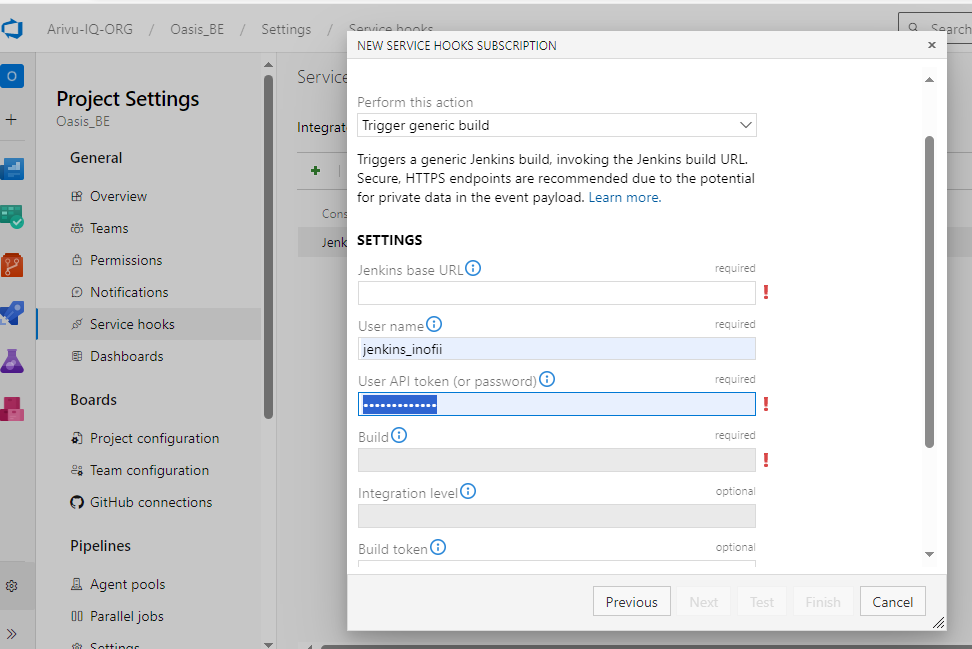 Arivu-IQ-ORG / Oasis_BE / Settings / Service hooks
Search
NEW SERVICE HOOKS SUBSCRIPTION
O
Project Settings
Oasis_BE
General
Overview
Teams
Permissions
Notifications
Service hooks
Dashboards
Boards
Project configuration
Team configuration
GitHub connections
Pipelines
Agent pools
Parallel jobs
Settings
Service
Integrat
Cons
Jenk
Perform this action
Trigger generic build
Triggers a generic Jenkins build, invoking the Jenkins build URL.
Secure, HTTPS endpoints are recommended due to the potential
for private data in the event payload. Learn more.
SETTINGS
Jenkins base URL required
User name required
jenkins_inofii
User API token (or password) required
•••••••••••••
Build required
Integration level optional
Build token optional
Previous Next Test Finish Cancel